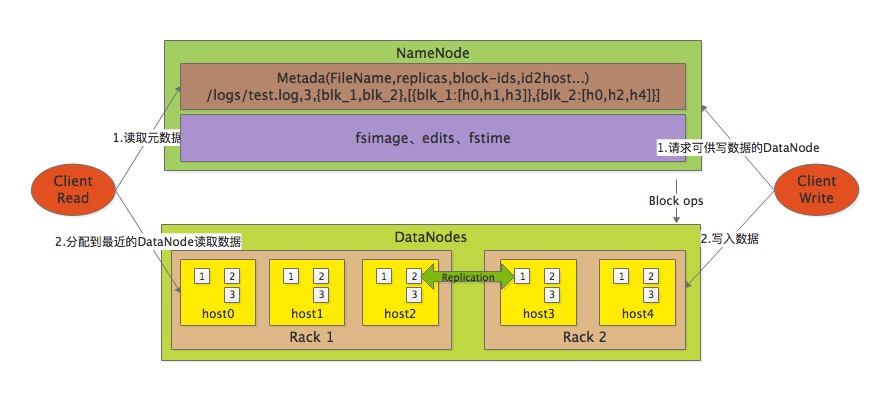 NameNode
Metada(FileName,replicas,block-ids,id2host...)
/logs/test.log,3,{blk_1,blk_2},[{blk_1:[h0,h1,h3]},{blk_2:[h0,h2,h4]}]
fsimage、edits、fstime
1.读取元数据
1.请求可供写数据的DataNode
Client
Read
Client
Write
Block ops
2.分配到最近的DataNode读取数据
2.写入数据
DataNodes
1 2
3
host0
1 2
3
host1
1 2
3
host2
Rack 1
Replication
1 2
3
host3
1 2
3
host4
Rack 2